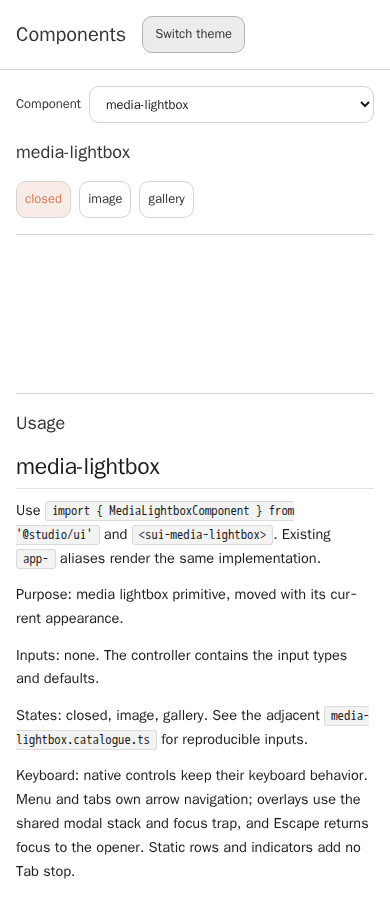 Components
Switch theme
Component
media-lightbox
media-lightbox
closed
image
gallery
Usage
media-lightbox
Use import { MediaLightboxComponent } from
'@studio/ui' and <sui-media-lightbox>. Existing
app- aliases render the same implementation.
Purpose: media lightbox primitive, moved with its cur-
rent appearance.
Inputs: none. The controller contains the input types
and defaults.
States: closed, image, gallery. See the adjacent media-
lightbox.catalogue.ts for reproducible inputs.
Keyboard: native controls keep their keyboard behavior.
Menu and tabs own arrow navigation; overlays use the
shared modal stack and focus trap, and Escape returns
focus to the opener. Static rows and indicators add no
Tab stop.